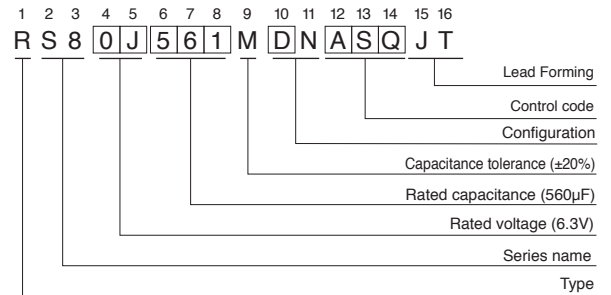 1 2 3 4 5 6 7 8 9 10 11 12 13 14 15 16
R S 8 0 J 5 6 1 M D N A S Q J T
Lead Forming
Control code
Configuration
Capacitance tolerance (±20%)
Rated capacitance (560μF)
Rated voltage (6.3V)
Series name
Type